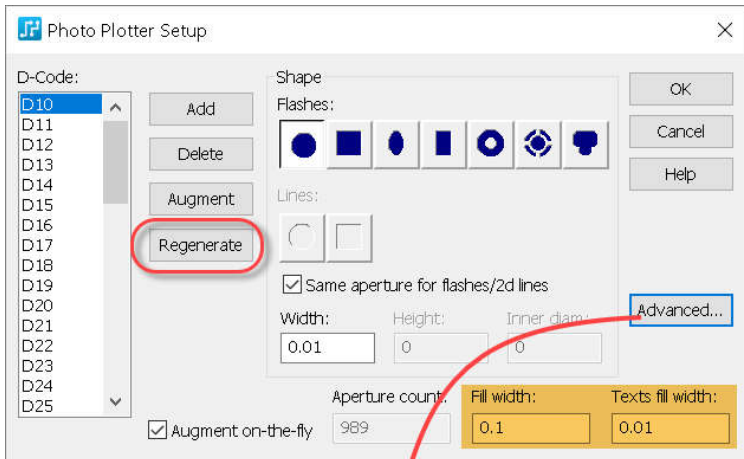 Photo Plotter Setup
D-Code:
D10
D11
D12
D13
D14
D15
D16
D17
D18
D19
D20
D21
D22
D23
D24
D25
Add
Delete
Augment
Regenerate
Augment on-the-fly
Shape
Flashes:
Lines:
Same aperture for flashes/2d lines
Width: Height: Inner diam:
0.01 0 0
Aperture count: Fill width: Texts fill width:
989 0.1 0.01
OK
Cancel
Help
Advanced...